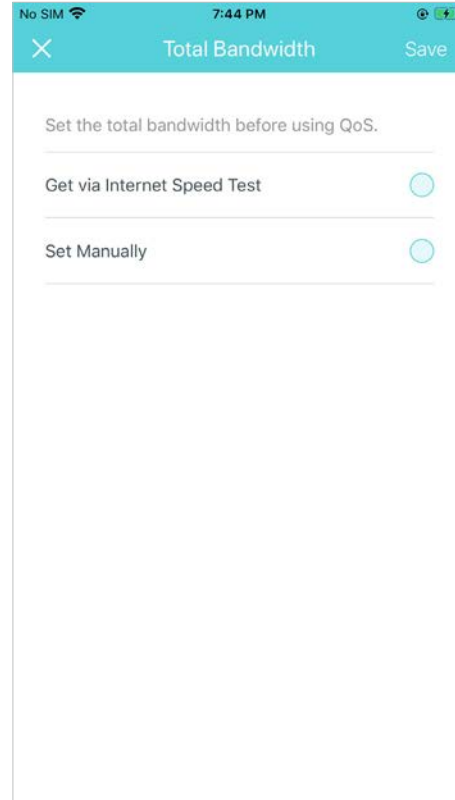 No SIM 7:44 PM
Total Bandwidth Save
Set the total bandwidth before using QoS.
Get via Internet Speed Test
Set Manually